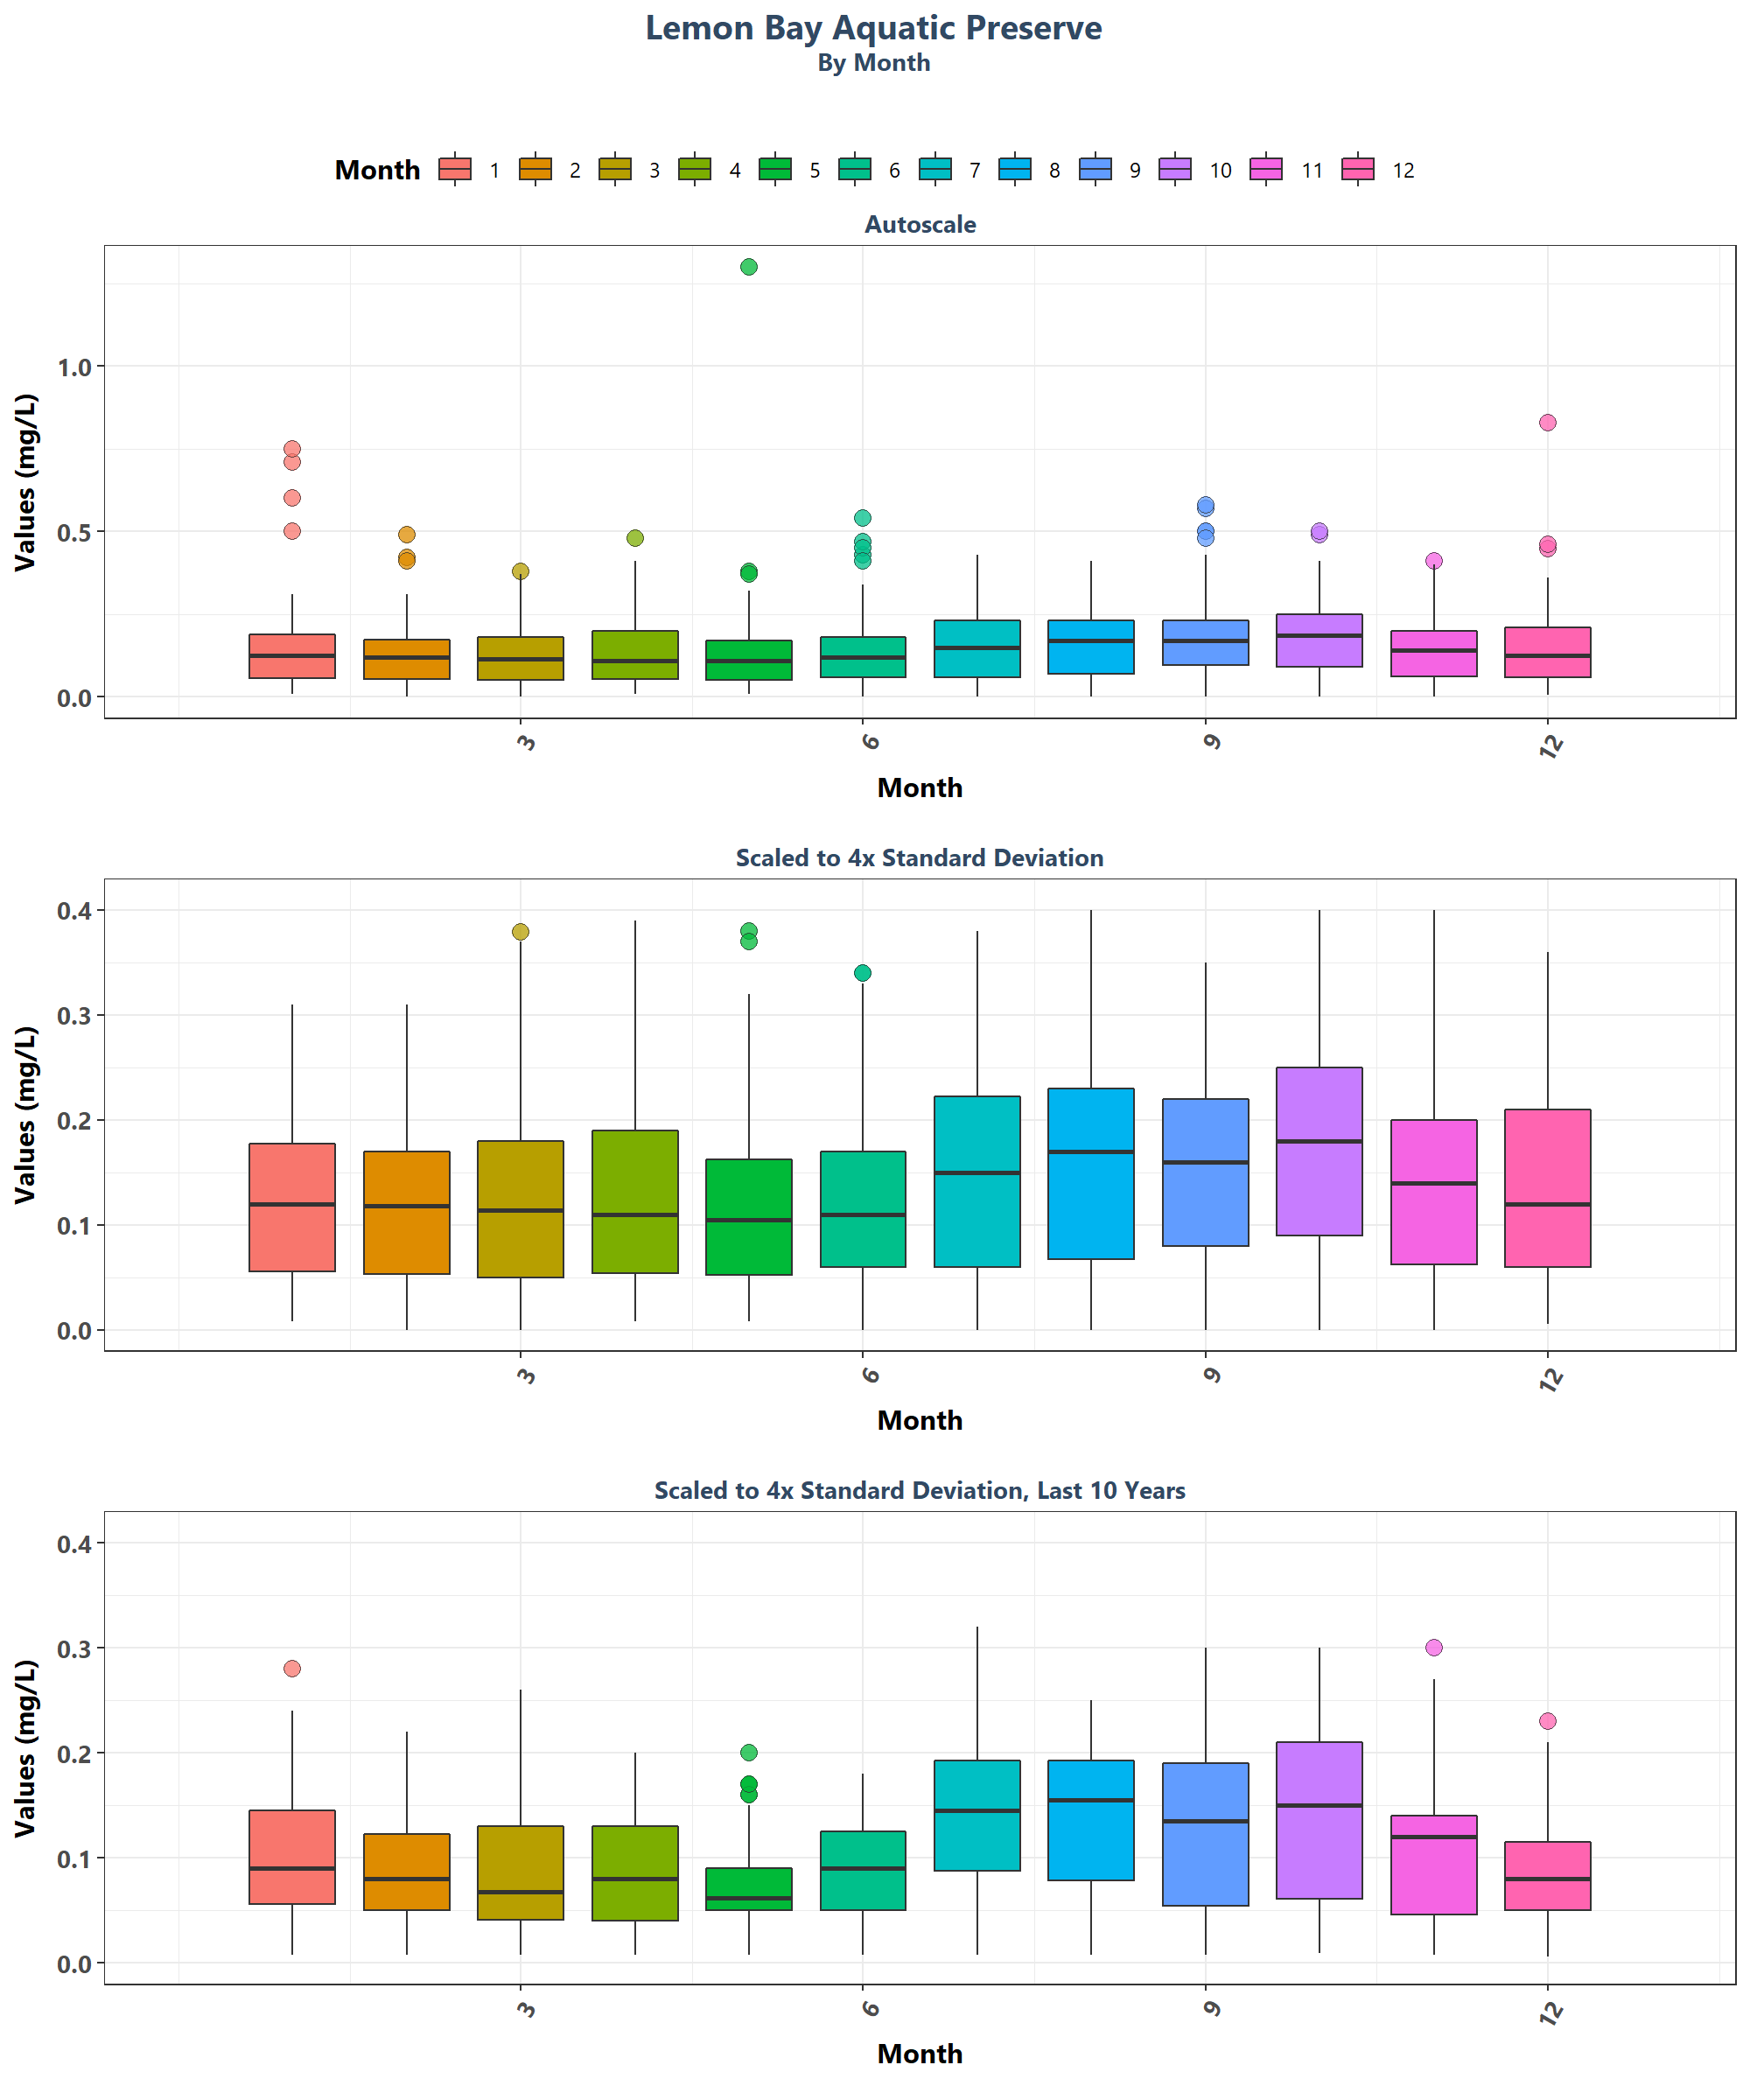 Lemon Bay Aquatic Preserve
By Month
Month 1 2 3 4 5 6 7 8 9 10 11 12
Autoscale
Values (mg/L)
1.0
0.5
0.0
3 6 9 12
Month
Scaled to 4x Standard Deviation
Values (mg/L)
0.4
0.3
0.2
0.1
0.0
3 6 9 12
Month
Scaled to 4x Standard Deviation, Last 10 Years
Values (mg/L)
0.4
0.3
0.2
0.1
0.0
3 6 9 12
Month